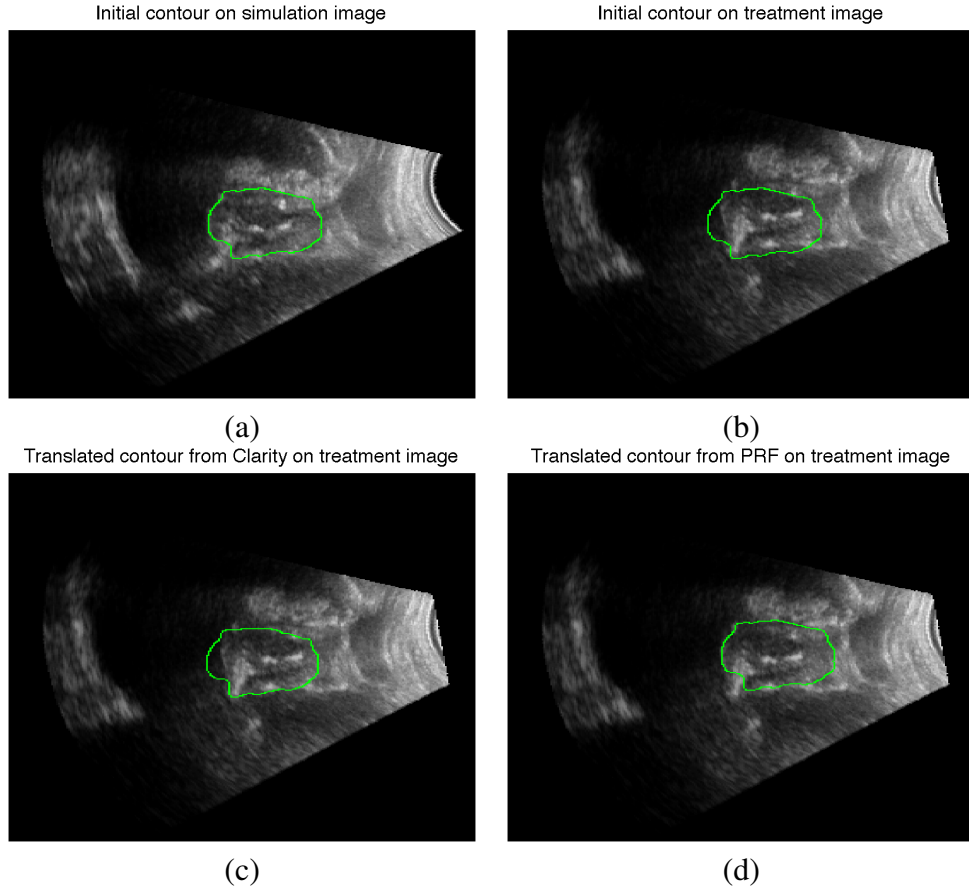 Initial contour on simulation image
Initial contour on treatment image
(a)
(b)
Translated contour from Clarity on treatment image
Translated contour from PRF on treatment image
(c)
(d)